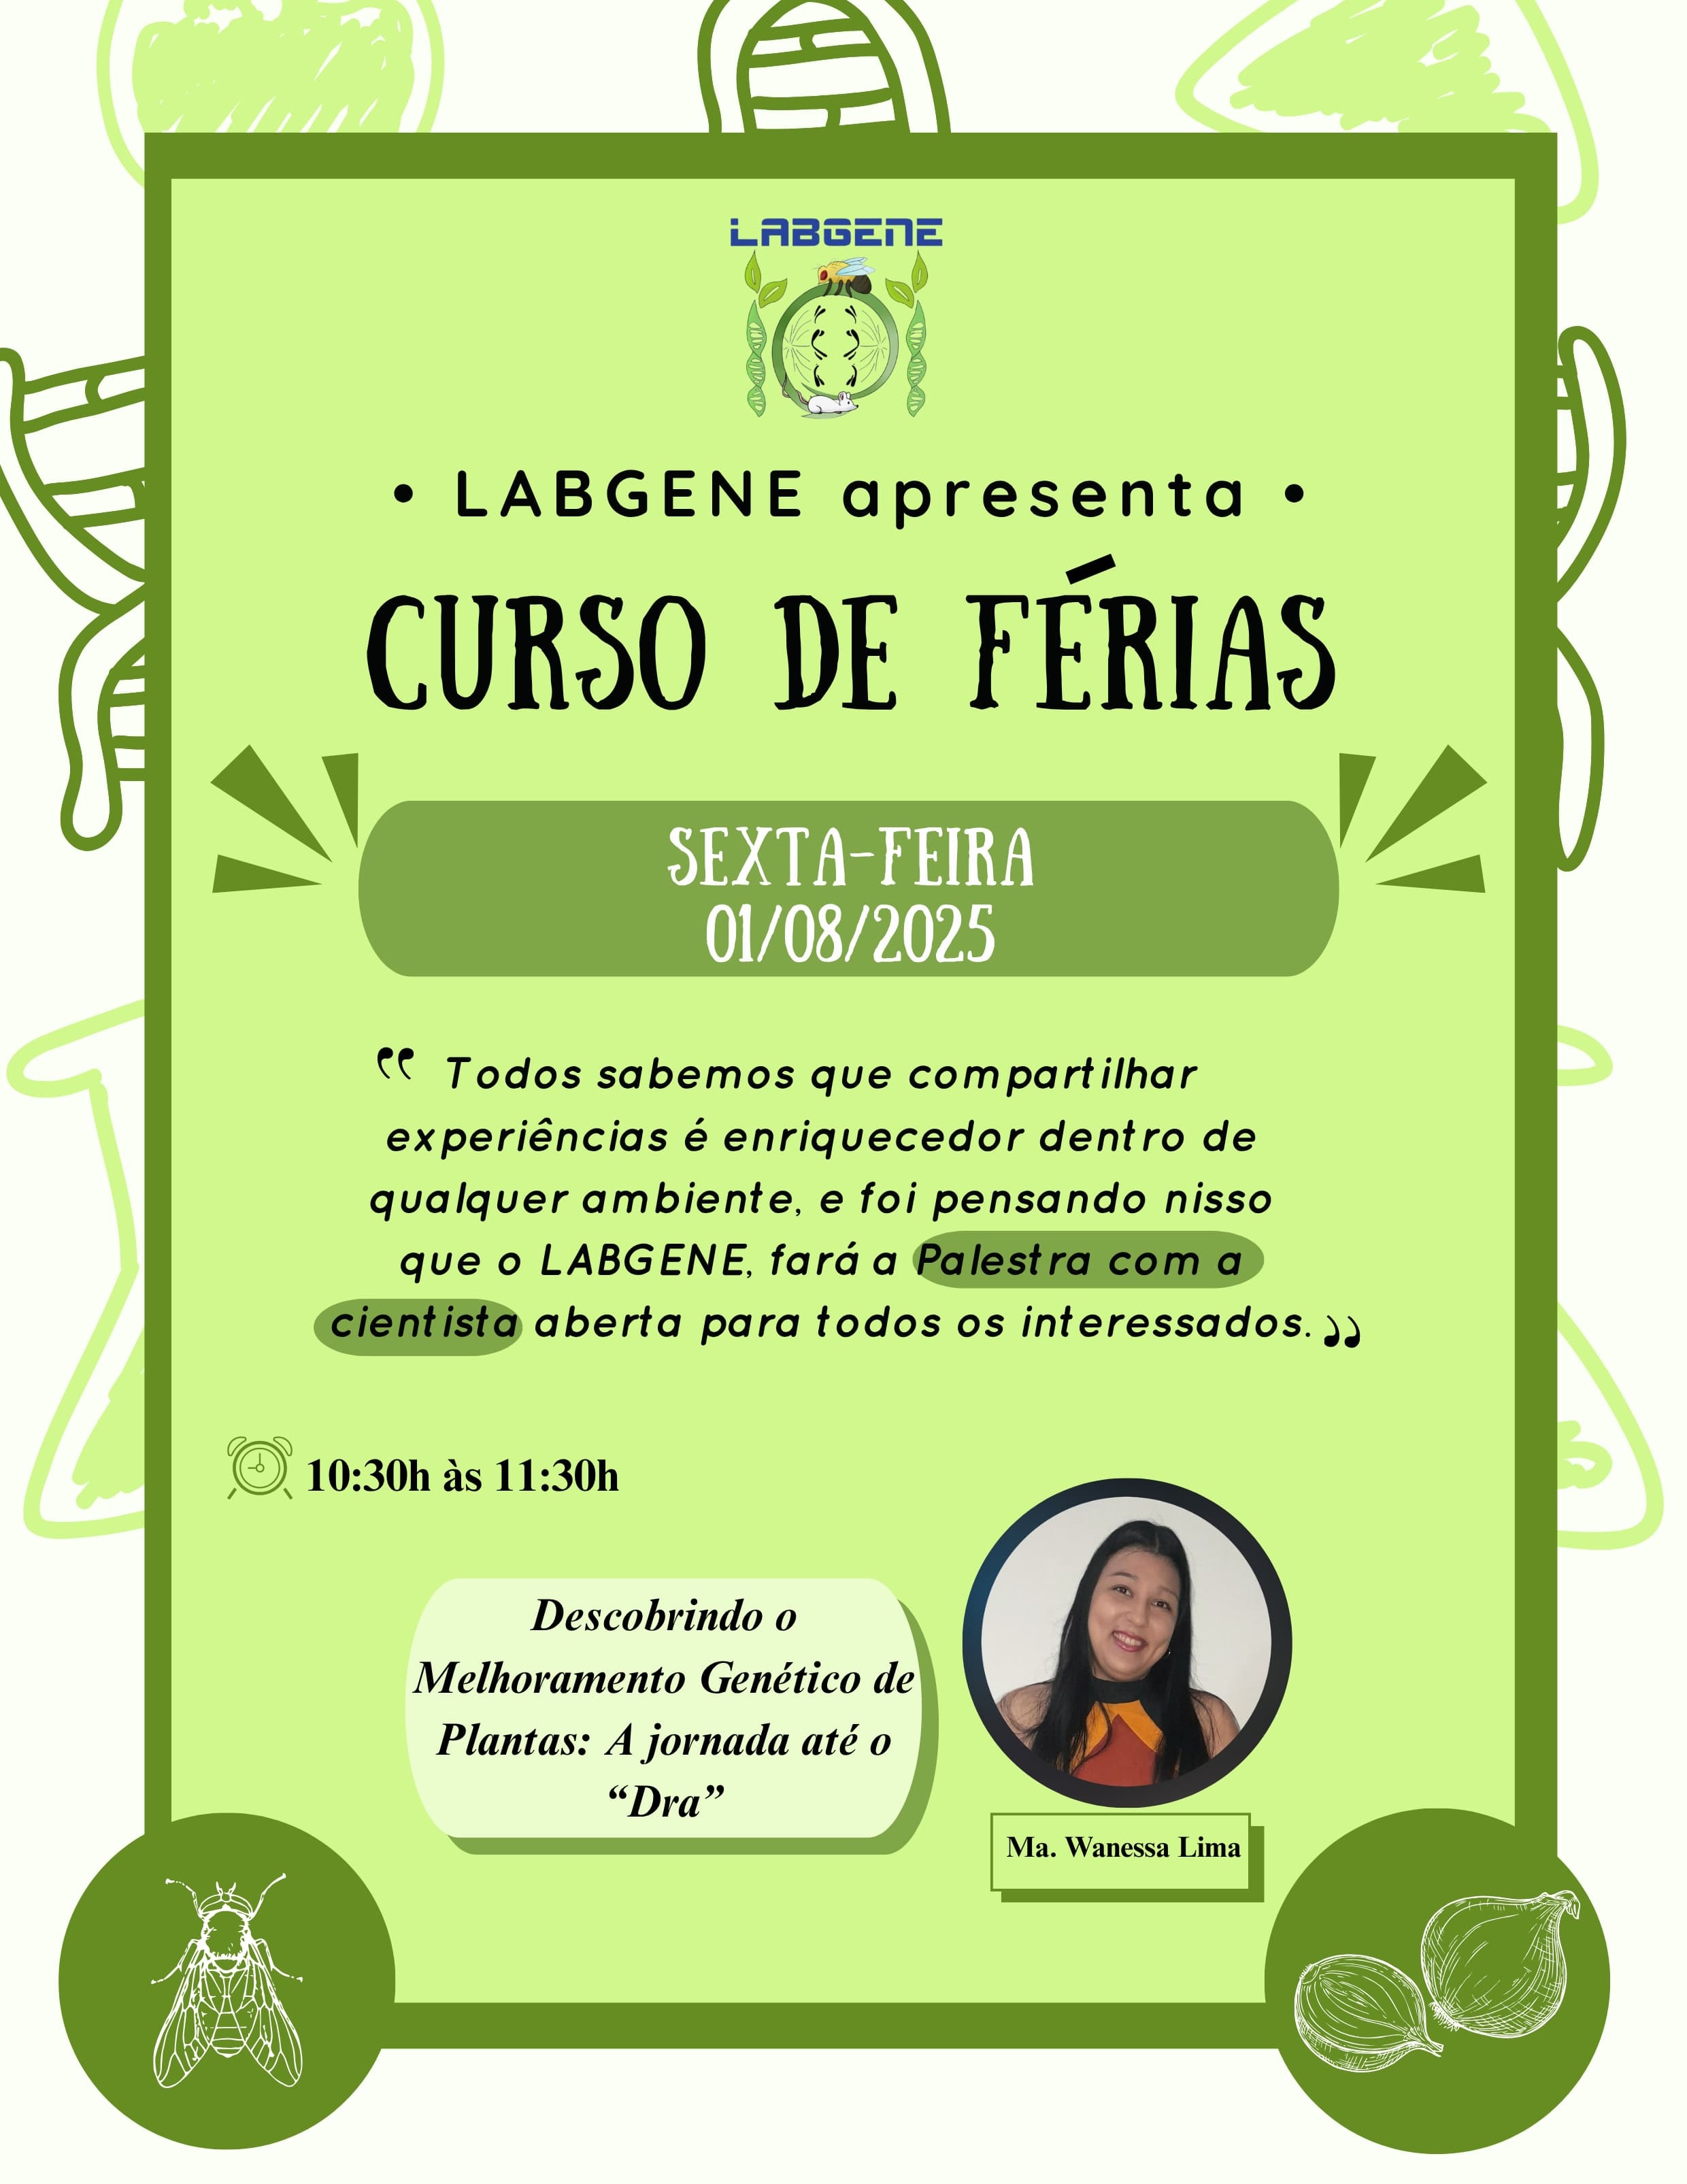 LABGENE
• LABGENE apresenta •
CURSO DE FÉRIAS
SEXTA-FEIRA
01/08/2025
“ Todos sabemos que compartilhar
experiências é enriquecedor dentro de
qualquer ambiente, e foi pensando nisso
que o LABGENE, fará a Palestra com a
cientista aberta para todos os interessados. ”
10:30h às 11:30h
Descobrindo o
Melhoramento Genético de
Plantas: A jornada até o
“Dra”
Ma. Wanessa Lima